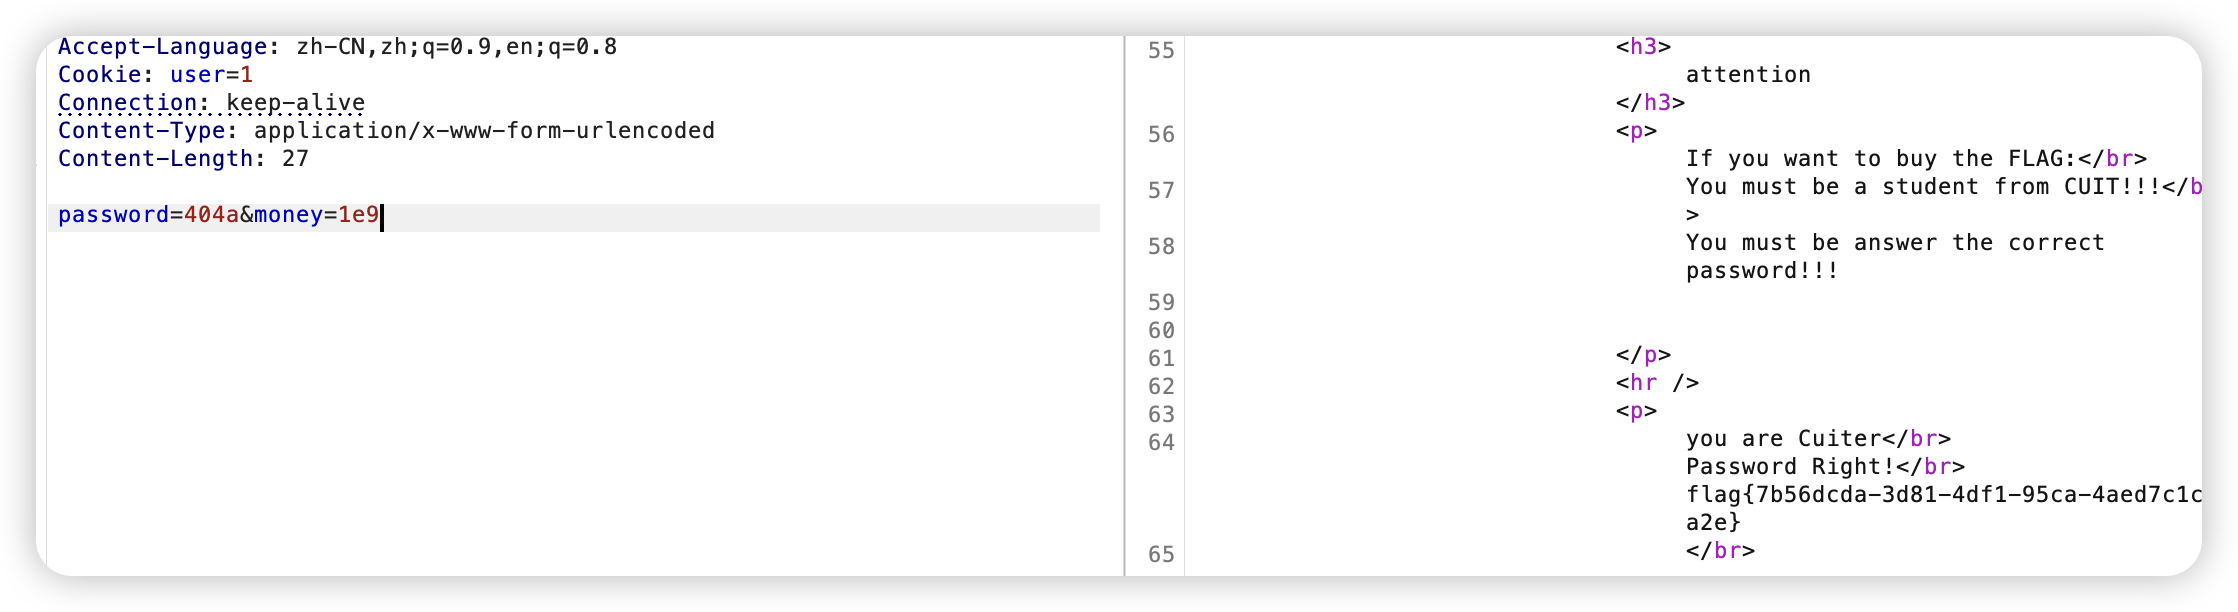 Accept-Language: zh-CN,zh;q=0.9,en;q=0.8
Cookie: user=1
Connection: keep-alive
Content-Type: application/x-www-form-urlencoded
Content-Length: 27
password=404a&money=1e9
55 <h3>
attention
</h3>
56 <p>
If you want to buy the FLAG:</br>
57 You must be a student from CUIT!!!</b
>
58 You must be answer the correct
password!!!
59
60
61 </p>
62 <hr />
63 <p>
64 you are Cuiter</br>
Password Right!</br>
flag{7b56dcda-3d81-4df1-95ca-4aed7c1c
a2e}
65 </br>